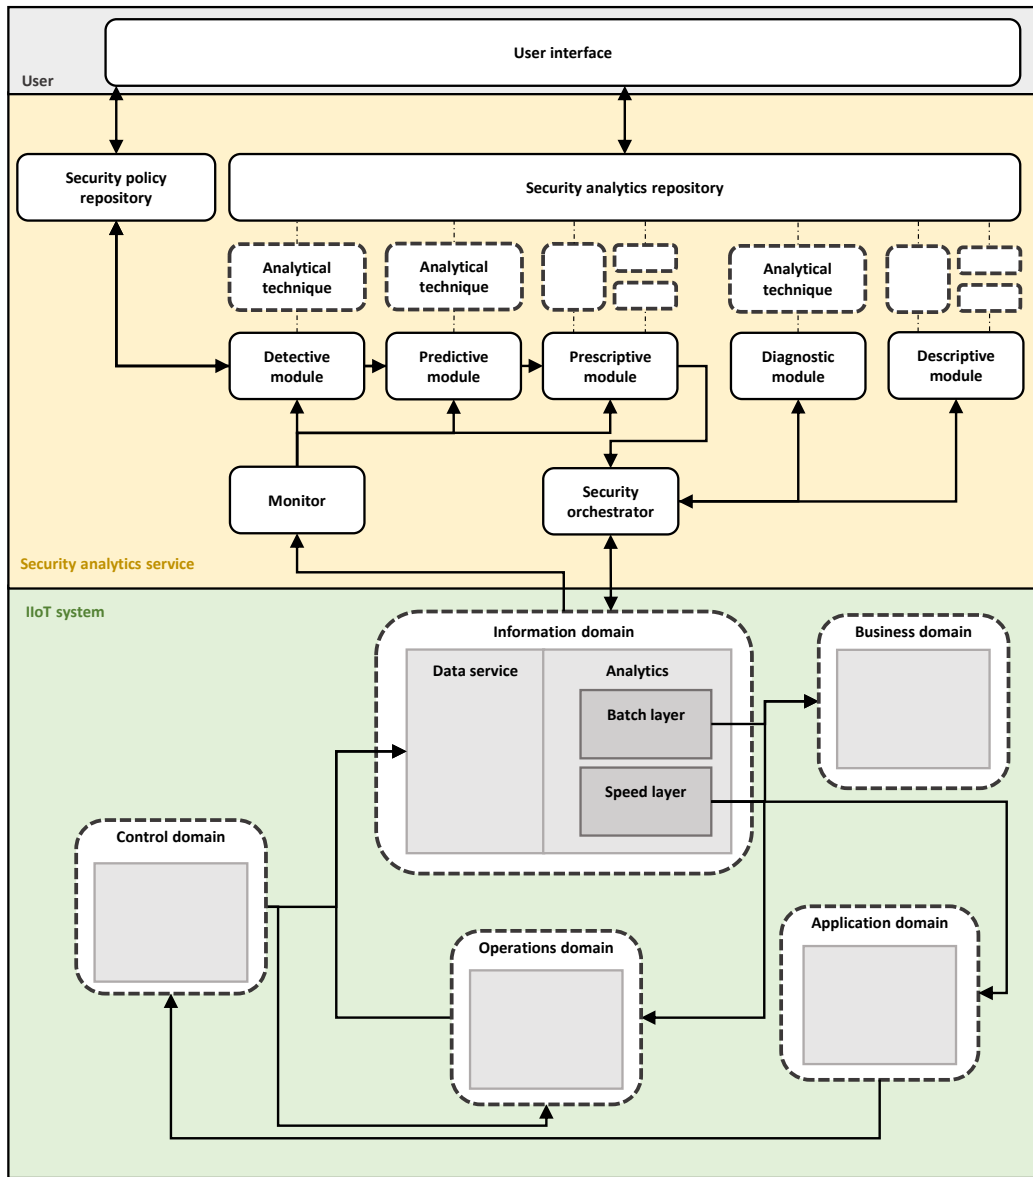 User interface
User
Security policy
repository
Security analytics repository
Analytical
technique
Analytical
technique
Analytical
technique
Detective
module
Predictive
module
Prescriptive
module
Diagnostic
module
Descriptive
module
Monitor
Security
orchestrator
Security analytics service
IIoT system
Information domain
Business domain
Data service
Analytics
Batch layer
Speed layer
Control domain
Application domain
Operations domain